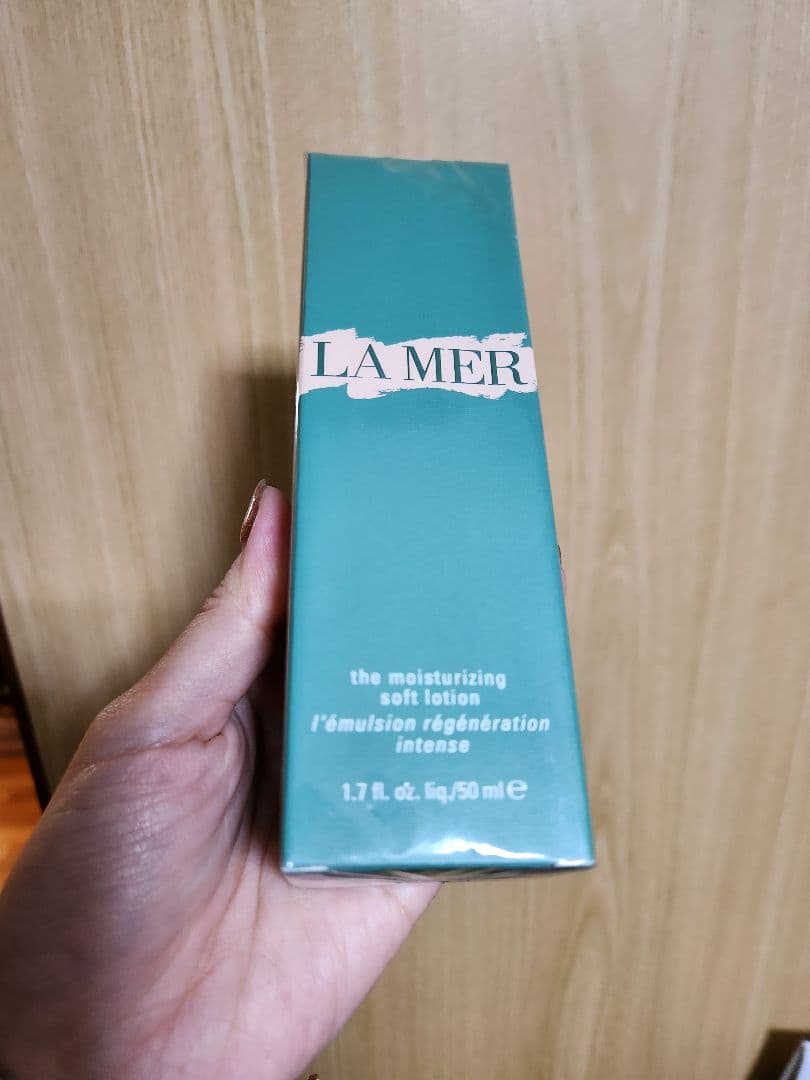 LA MER
the moisturizing
soft lotion
l'émulsion régénération
intense
1.7 fl. oz. liq./50 ml e